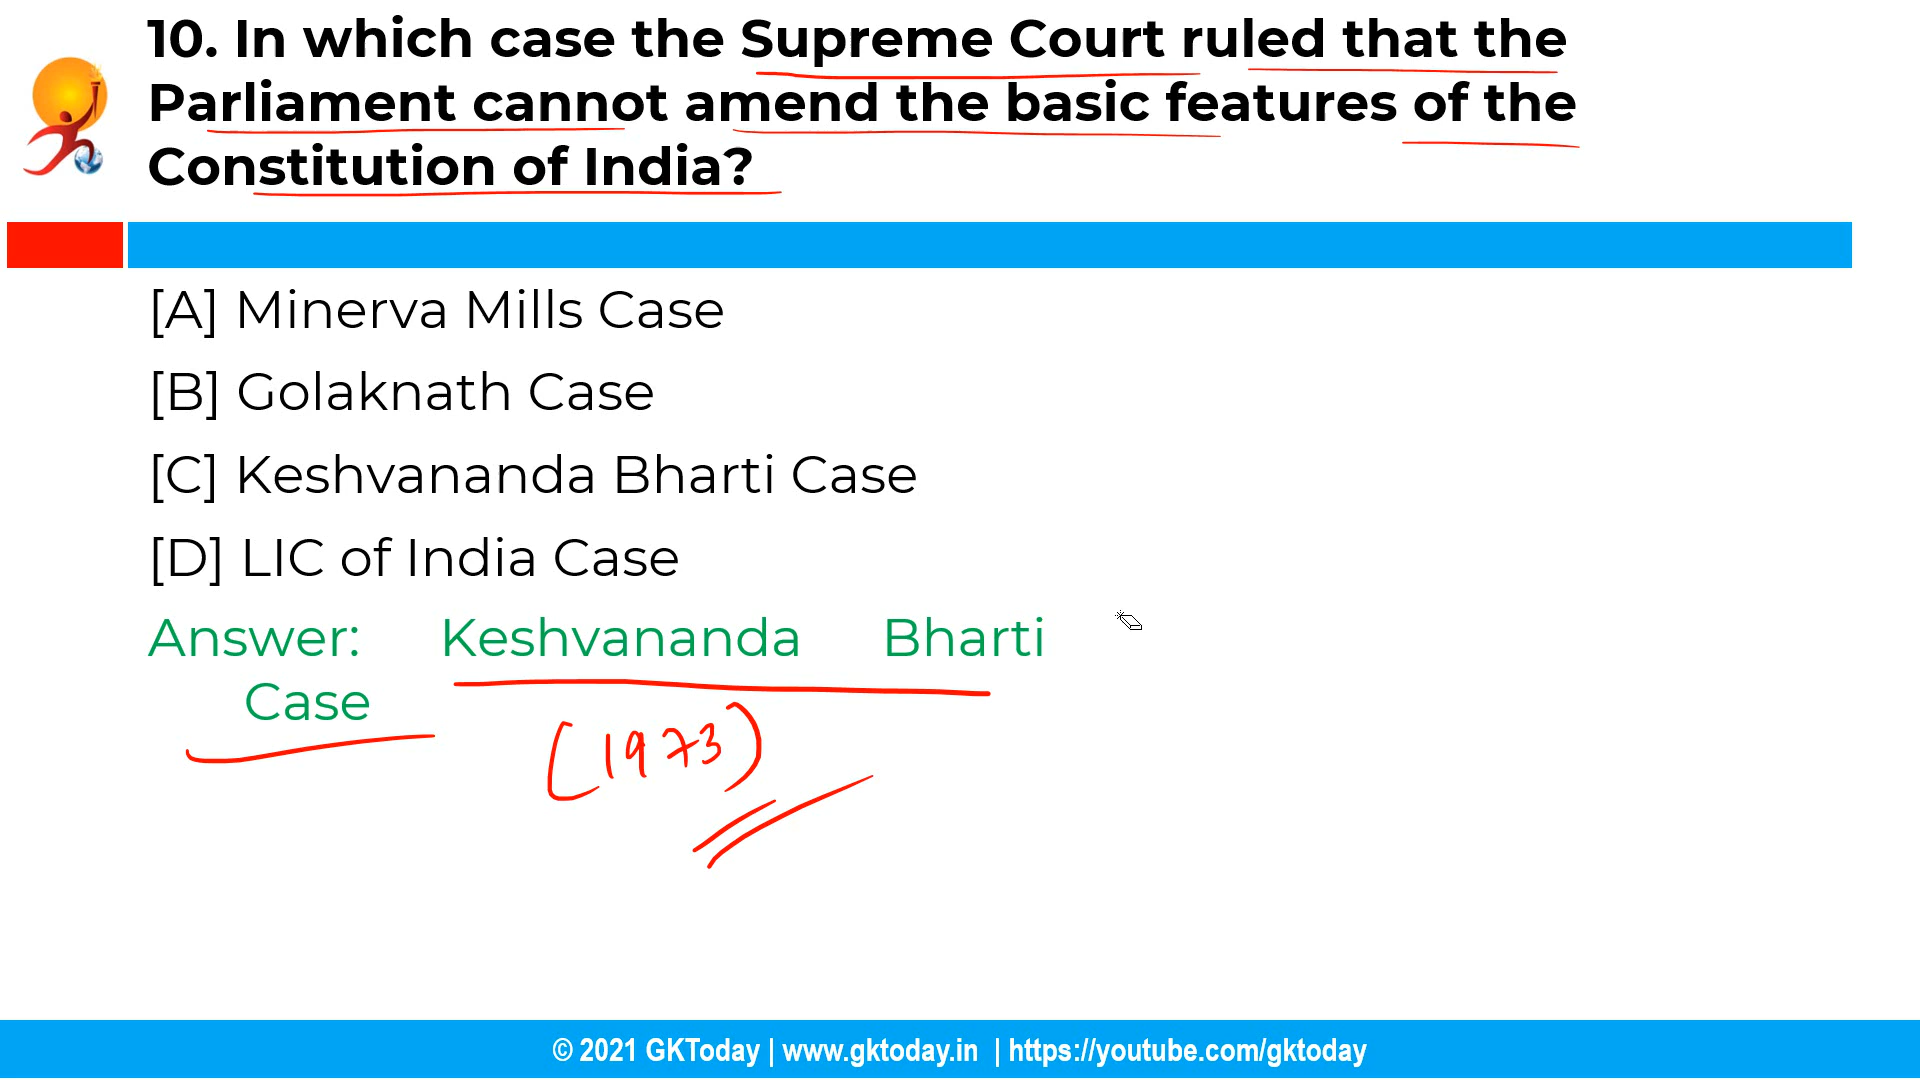 10. In which case the Supreme Court ruled that the
Parliament cannot amend the basic features of the
Constitution of India?
[A] Minerva Mills Case
[B] Golaknath Case
[C] Keshvananda Bharti Case
[D] LIC of India Case
Answer: Keshvananda Bharti
Case
(1973)
© 2021 GKToday | www.gktoday.in | https://youtube.com/gktoday